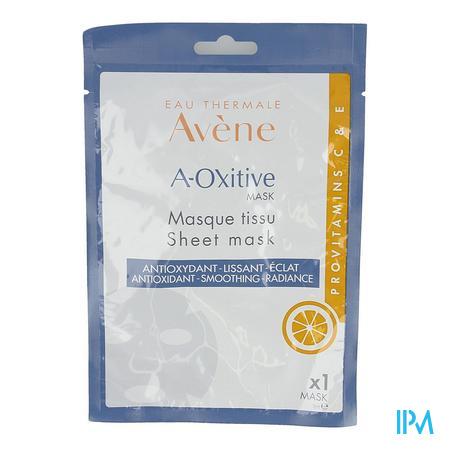 EAU THERMALE
Avène
A-OXitive
MASK
Masque tissu
Sheet mask
ANTIOXYDANT - LISSANT - ÉCLAT
ANTIOXIDANT - SMOOTHING - RADIANCE
PROVITAMINS C & E
x1
MASK
IPM